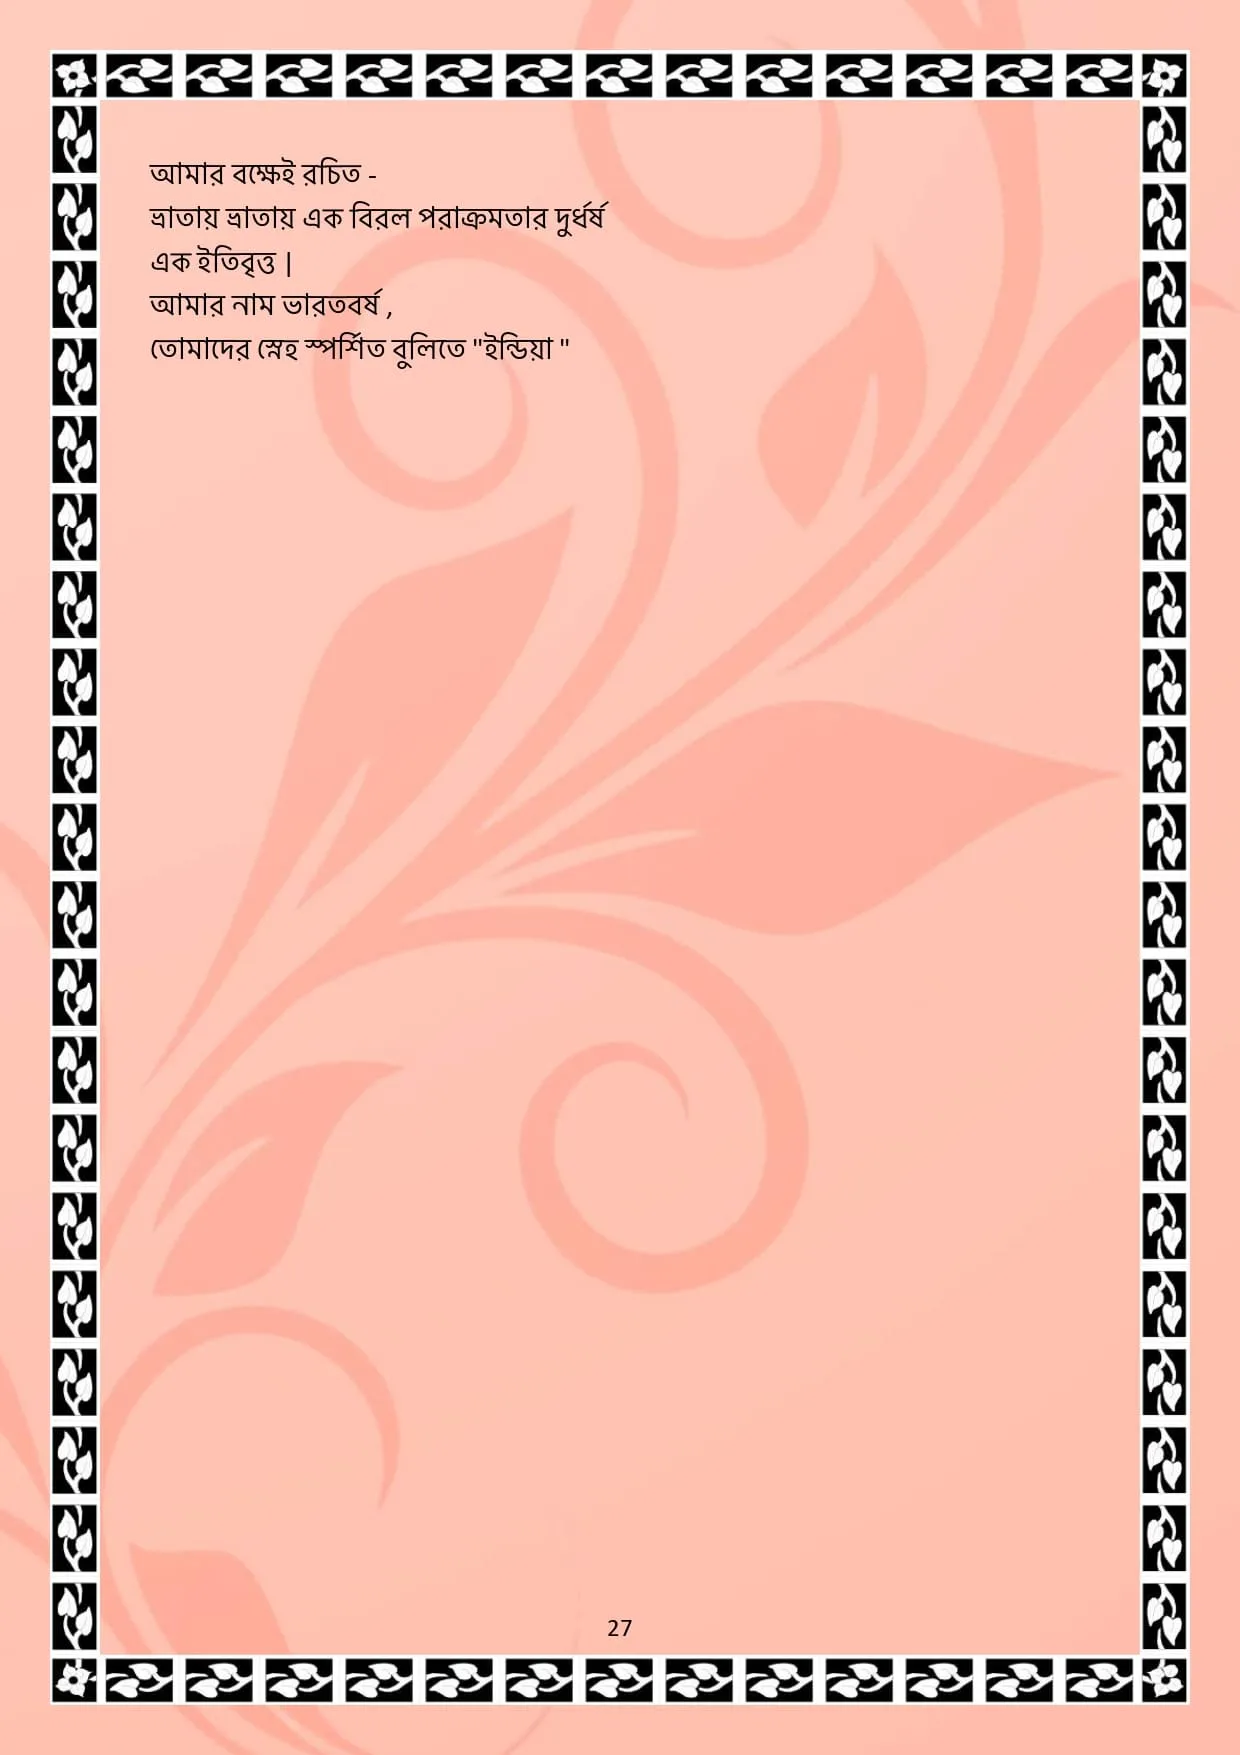 আমার বক্ষেই রচিত -
ভ্রাতায় ভ্রাতায় এক বিরল পরাক্রমতার দুর্ধর্ষ
এক ইতিবৃত্ত |
আমার নাম ভারতবর্ষ ,
তোমাদের স্নেহ স্পর্শিত বুলিতে "ইন্ডিয়া "
27